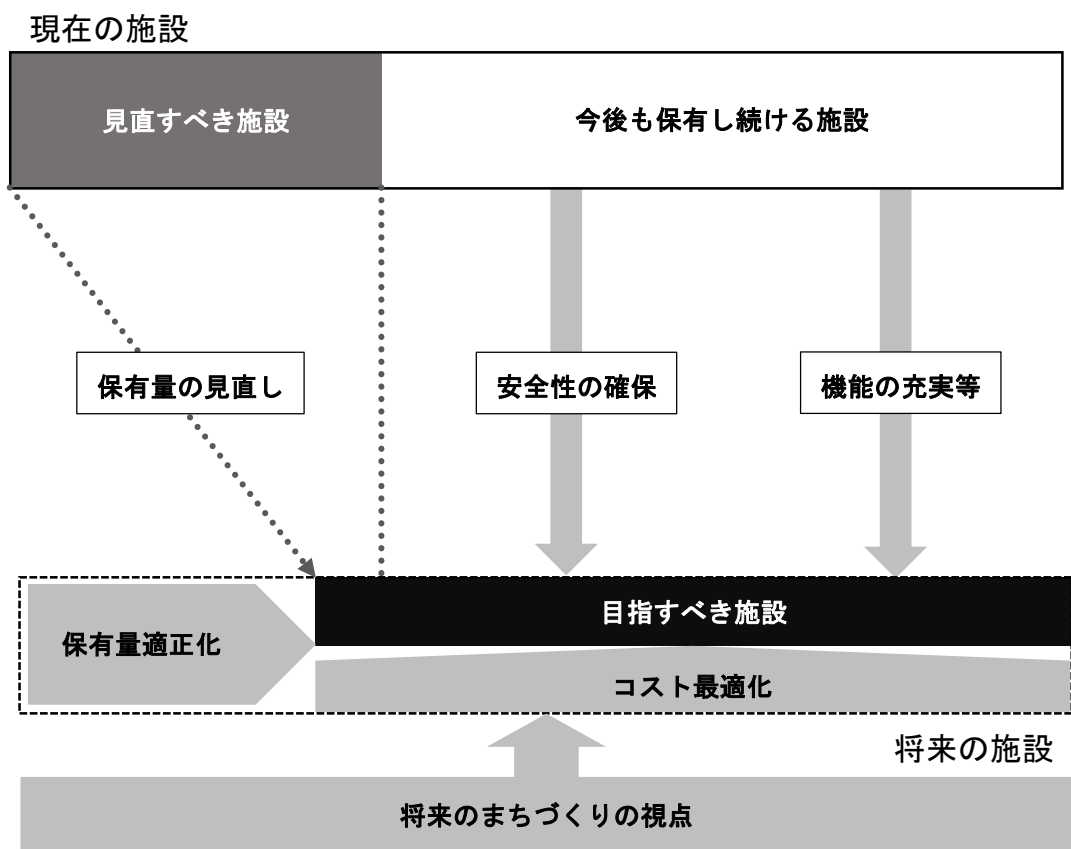 現在の施設
見直すべき施設
今後も保有し続ける施設
保有量の見直し
安全性の確保
機能の充実等
目指すべき施設
保有量適正化
コスト最適化
将来の施設
将来のまちづくりの視点